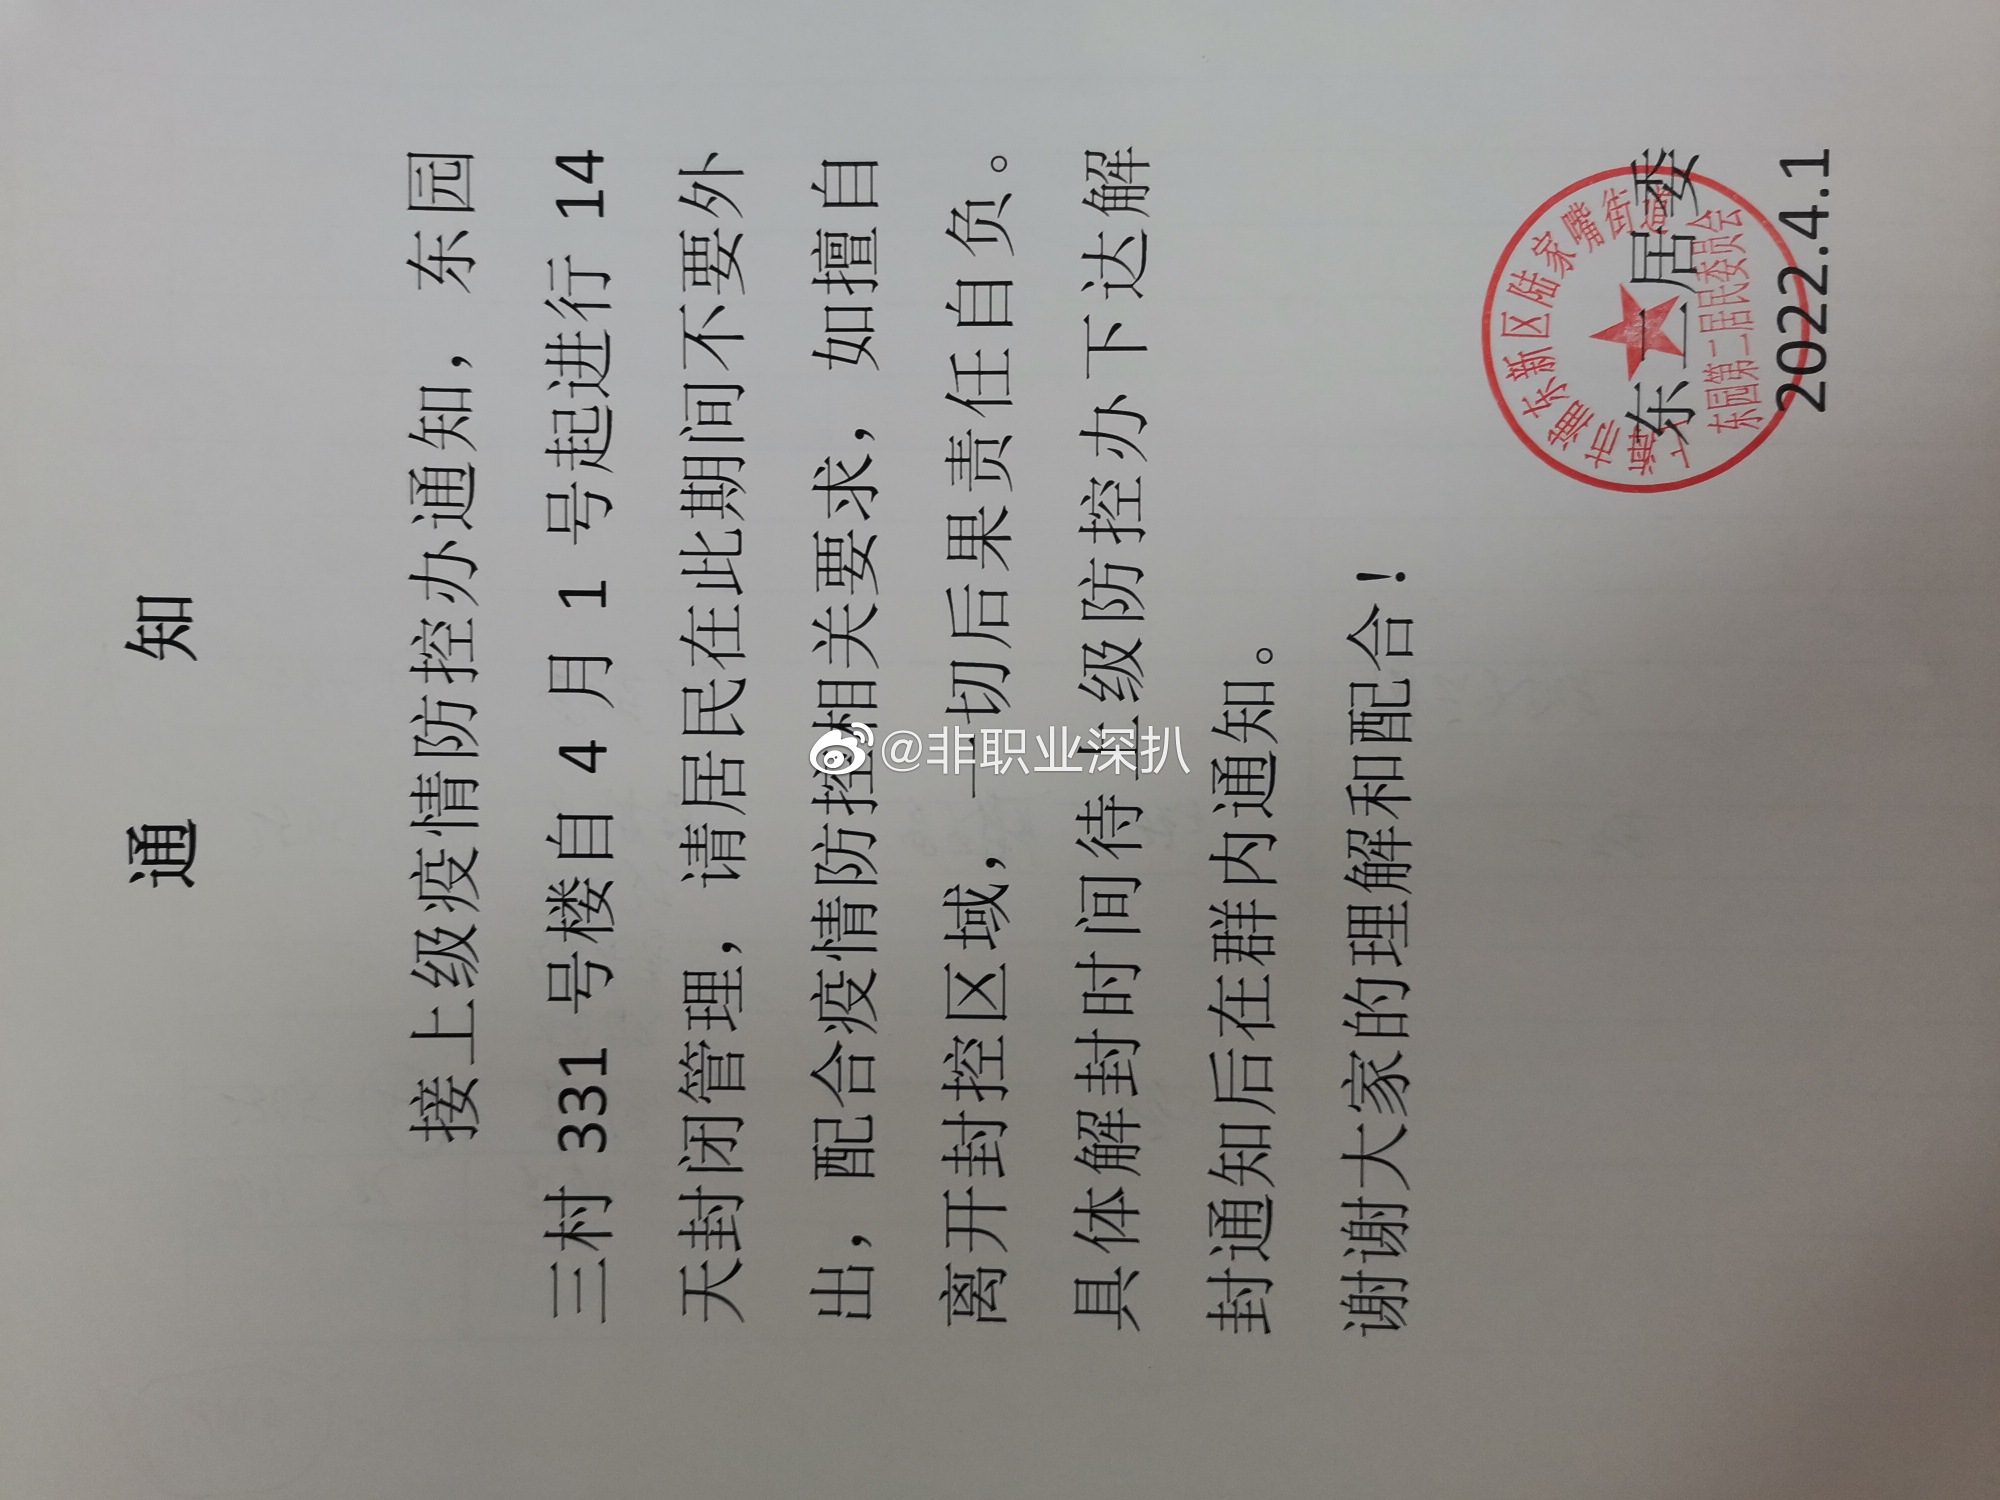 通 知
接上级疫情防控办通知，东园
三村 331 号楼自 4 月 1 号起进行 14
天封闭管理，请居民在此期间不要外
出，配合疫情防控相关要求，如擅自
离开封控区域，一切后果责任自负。
具体解封时间待上级防控办下达解
封通知后在群内通知。
谢谢大家的理解和配合！
@非职业深扒
上海市浦东新区陆家嘴街道
东二居委
东园第二居民委员会
2022.4.1